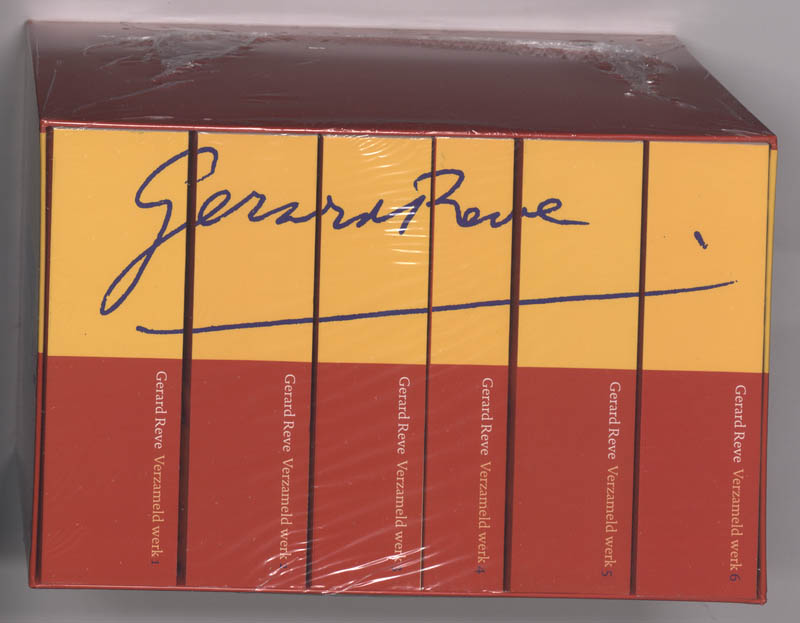 Gerard Reve
Gerard Reve Verzameld werk 1
Gerard Reve Verzameld werk
Gerard Reve Verzameld werk
Gerard Reve Verzameld werk 4
Gerard Reve Verzameld werk 5
Gerard Reve Verzameld werk 6